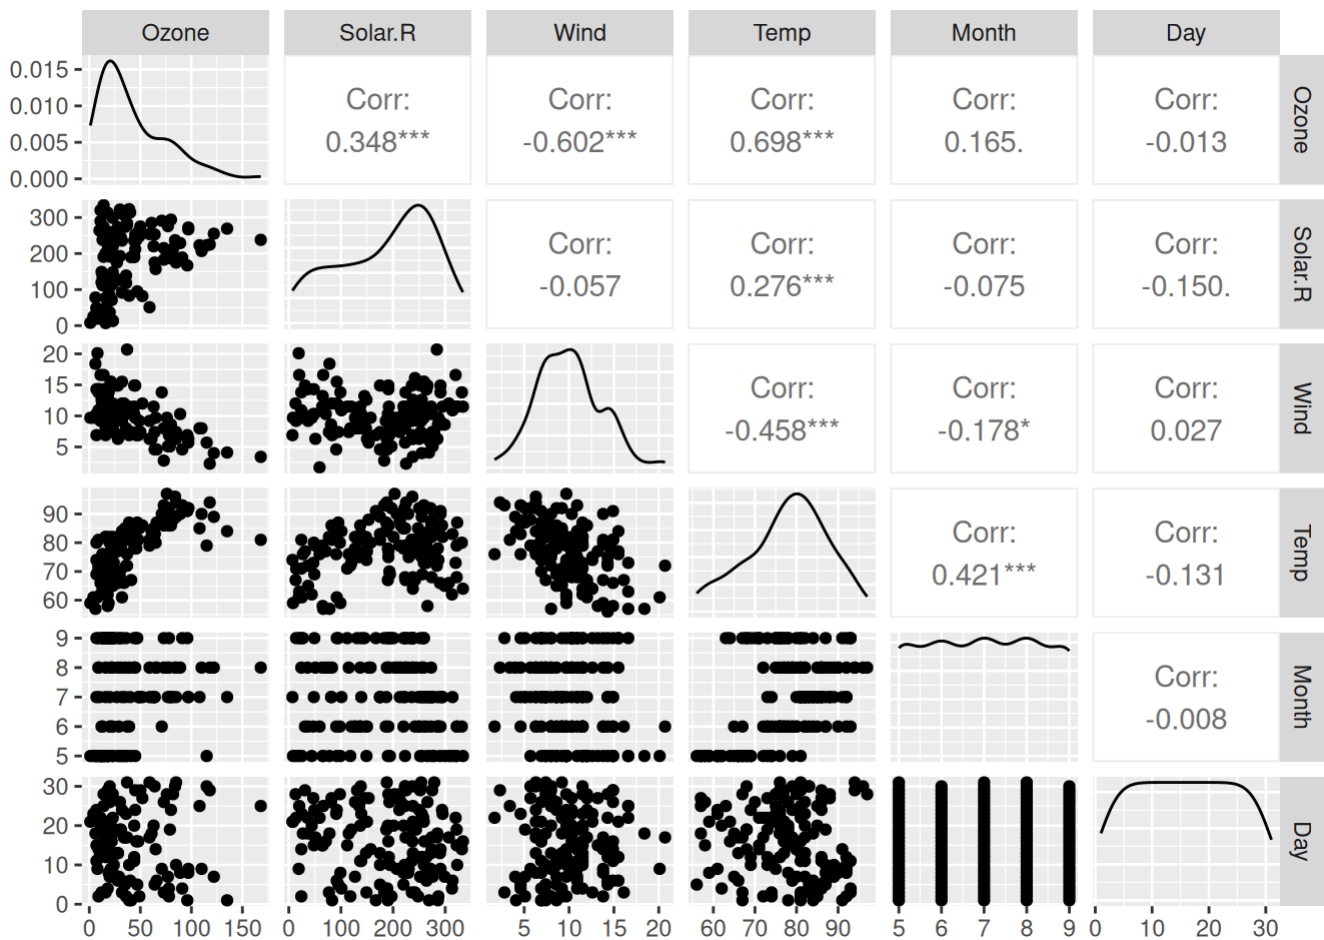 Ozone Solar.R Wind Temp Month Day
0.015
0.010
0.005
0.000
Corr:
0.348***
Corr:
-0.602***
Corr:
0.698***
Corr:
0.165.
Corr:
-0.013
Ozone
300
200
100
0
Corr:
-0.057
Corr:
0.276***
Corr:
-0.075
Corr:
-0.150.
Solar.R
20
15
10
5
Corr:
-0.458***
Corr:
-0.178*
Corr:
0.027
Wind
90
80
70
60
Corr:
0.421***
Corr:
-0.131
Temp
9
8
7
6
5
Corr:
-0.008
Month
30
20
10
0
Day
0 50 100 150 0 100 200 300 5 10 15 20 60 70 80 90 5 6 7 8 9 0 10 20 30